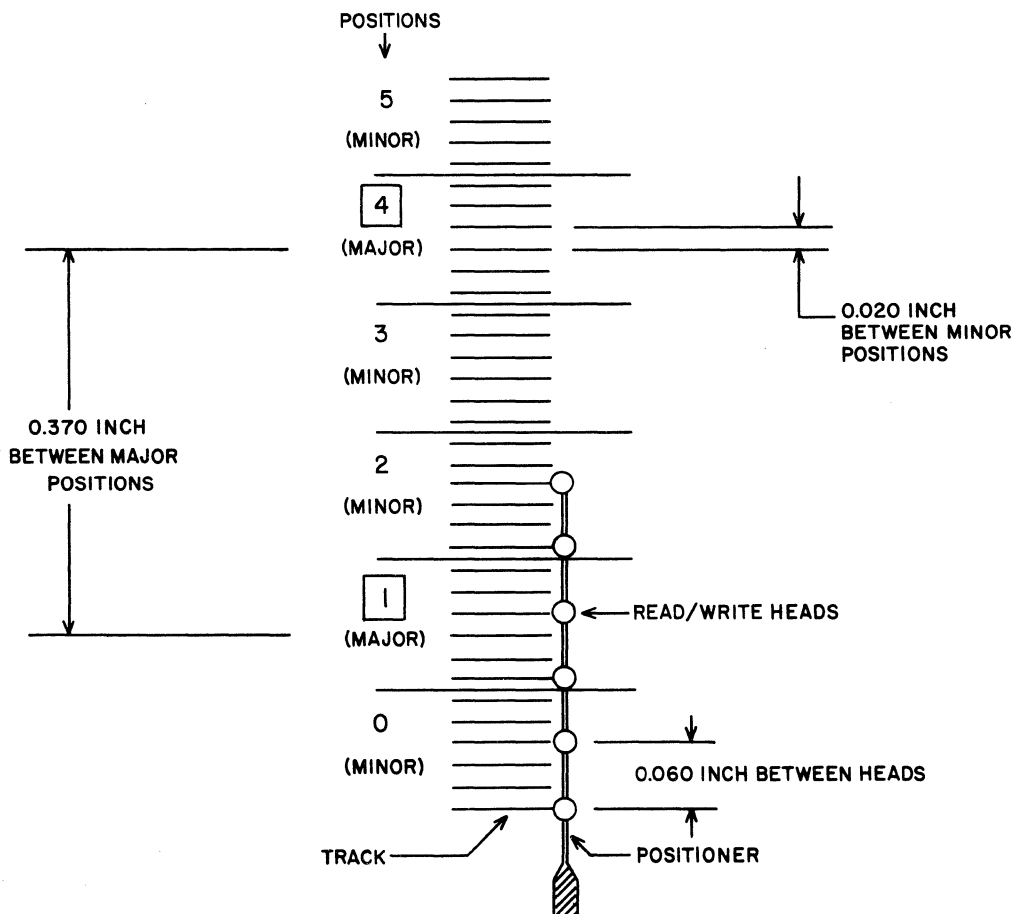 POSITIONS
5
(MINOR)
4
(MAJOR)
0.020 INCH
BETWEEN MINOR
POSITIONS
3
(MINOR)
0.370 INCH
BETWEEN MAJOR
POSITIONS
2
(MINOR)
1
(MAJOR)
READ/WRITE HEADS
0
(MINOR)
0.060 INCH BETWEEN HEADS
TRACK
POSITIONER